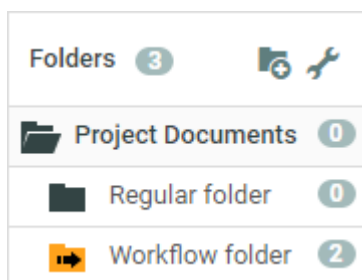 Folders 3
Project Documents 0
Regular folder 0
Workflow folder 2